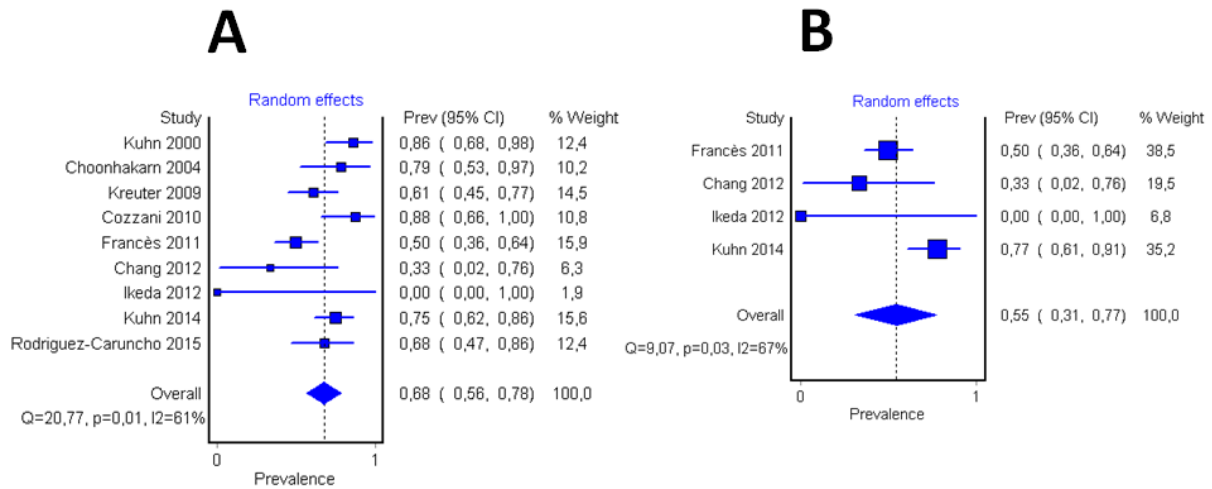 A
Random effects
Study Prev (95% CI) % Weight
Kuhn 2000 0,86 ( 0,68, 0,98) 12,4
Choonhakarn 2004 0,79 ( 0,53, 0,97) 10,2
Kreuter 2009 0,61 ( 0,45, 0,77) 14,5
Cozzani 2010 0,88 ( 0,66, 1,00) 10,8
Francès 2011 0,50 ( 0,36, 0,64) 15,9
Chang 2012 0,33 ( 0,02, 0,76) 6,3
Ikeda 2012 0,00 ( 0,00, 1,00) 1,9
Kuhn 2014 0,75 ( 0,62, 0,86) 15,6
Rodriguez-Caruncho 2015 0,68 ( 0,47, 0,86) 12,4
Overall 0,68 ( 0,56, 0,78) 100,0
Q=20,77, p=0,01, I2=61%
0 1
Prevalence
B
Random effects
Study Prev (95% CI) % Weight
Francès 2011 0,50 ( 0,36, 0,64) 38,5
Chang 2012 0,33 ( 0,02, 0,76) 19,5
Ikeda 2012 0,00 ( 0,00, 1,00) 6,8
Kuhn 2014 0,77 ( 0,61, 0,91) 35,2
Overall 0,55 ( 0,31, 0,77) 100,0
Q=9,07, p=0,03, I2=67%
0 1
Prevalence